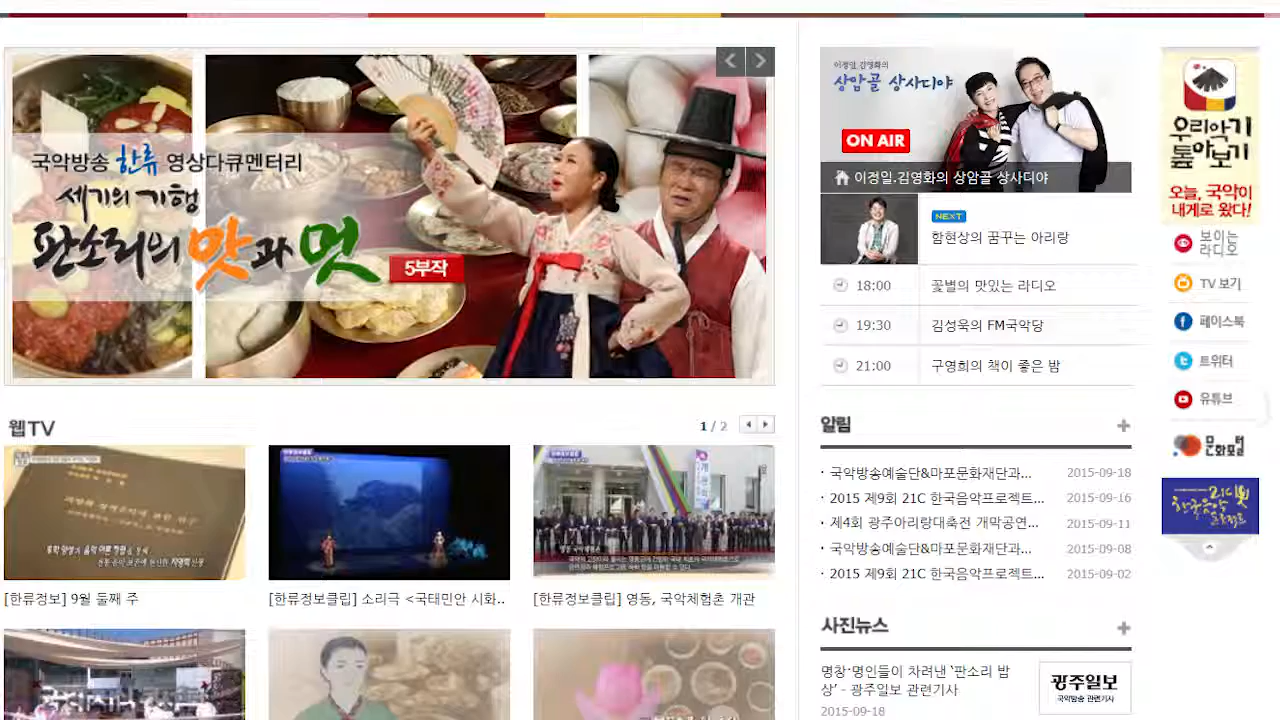 국악방송 한류 영상다큐멘터리
세기의 기행
판소리의 맛과 멋
5부작
이정일.김영화의
상암골 상사디야
ON AIR
이정일.김영화의 상암골 상사디야
NEXT
함현상의 꿈꾸는 아리랑
18:00 꽃별의 맛있는 라디오
19:30 김성욱의 FM국악당
21:00 구영희의 책이 좋은 밤
우리악기
톺아보기
오늘, 국악이
내게로 왔다!
보이는
라디오
TV 보기
페이스북
트위터
유튜브
문화포털
웹TV
1 / 2
[한류정보] 9월 둘째 주
[한류정보클립] 소리극 <국태민안 시화..
[한류정보클립] 영동, 국악체험촌 개관
알림
· 국악방송예술단&마포문화재단과... 2015-09-18
· 2015 제9회 21C 한국음악프로젝트... 2015-09-16
· 제4회 광주아리랑대축전 개막공연... 2015-09-11
· 국악방송예술단&마포문화재단과... 2015-09-08
· 2015 제9회 21C 한국음악프로젝트... 2015-09-02
사진뉴스
명창·명인들이 차려낸 '판소리 밥
상' - 광주일보 관련기사
2015-09-18
광주일보
국악방송 관련기사